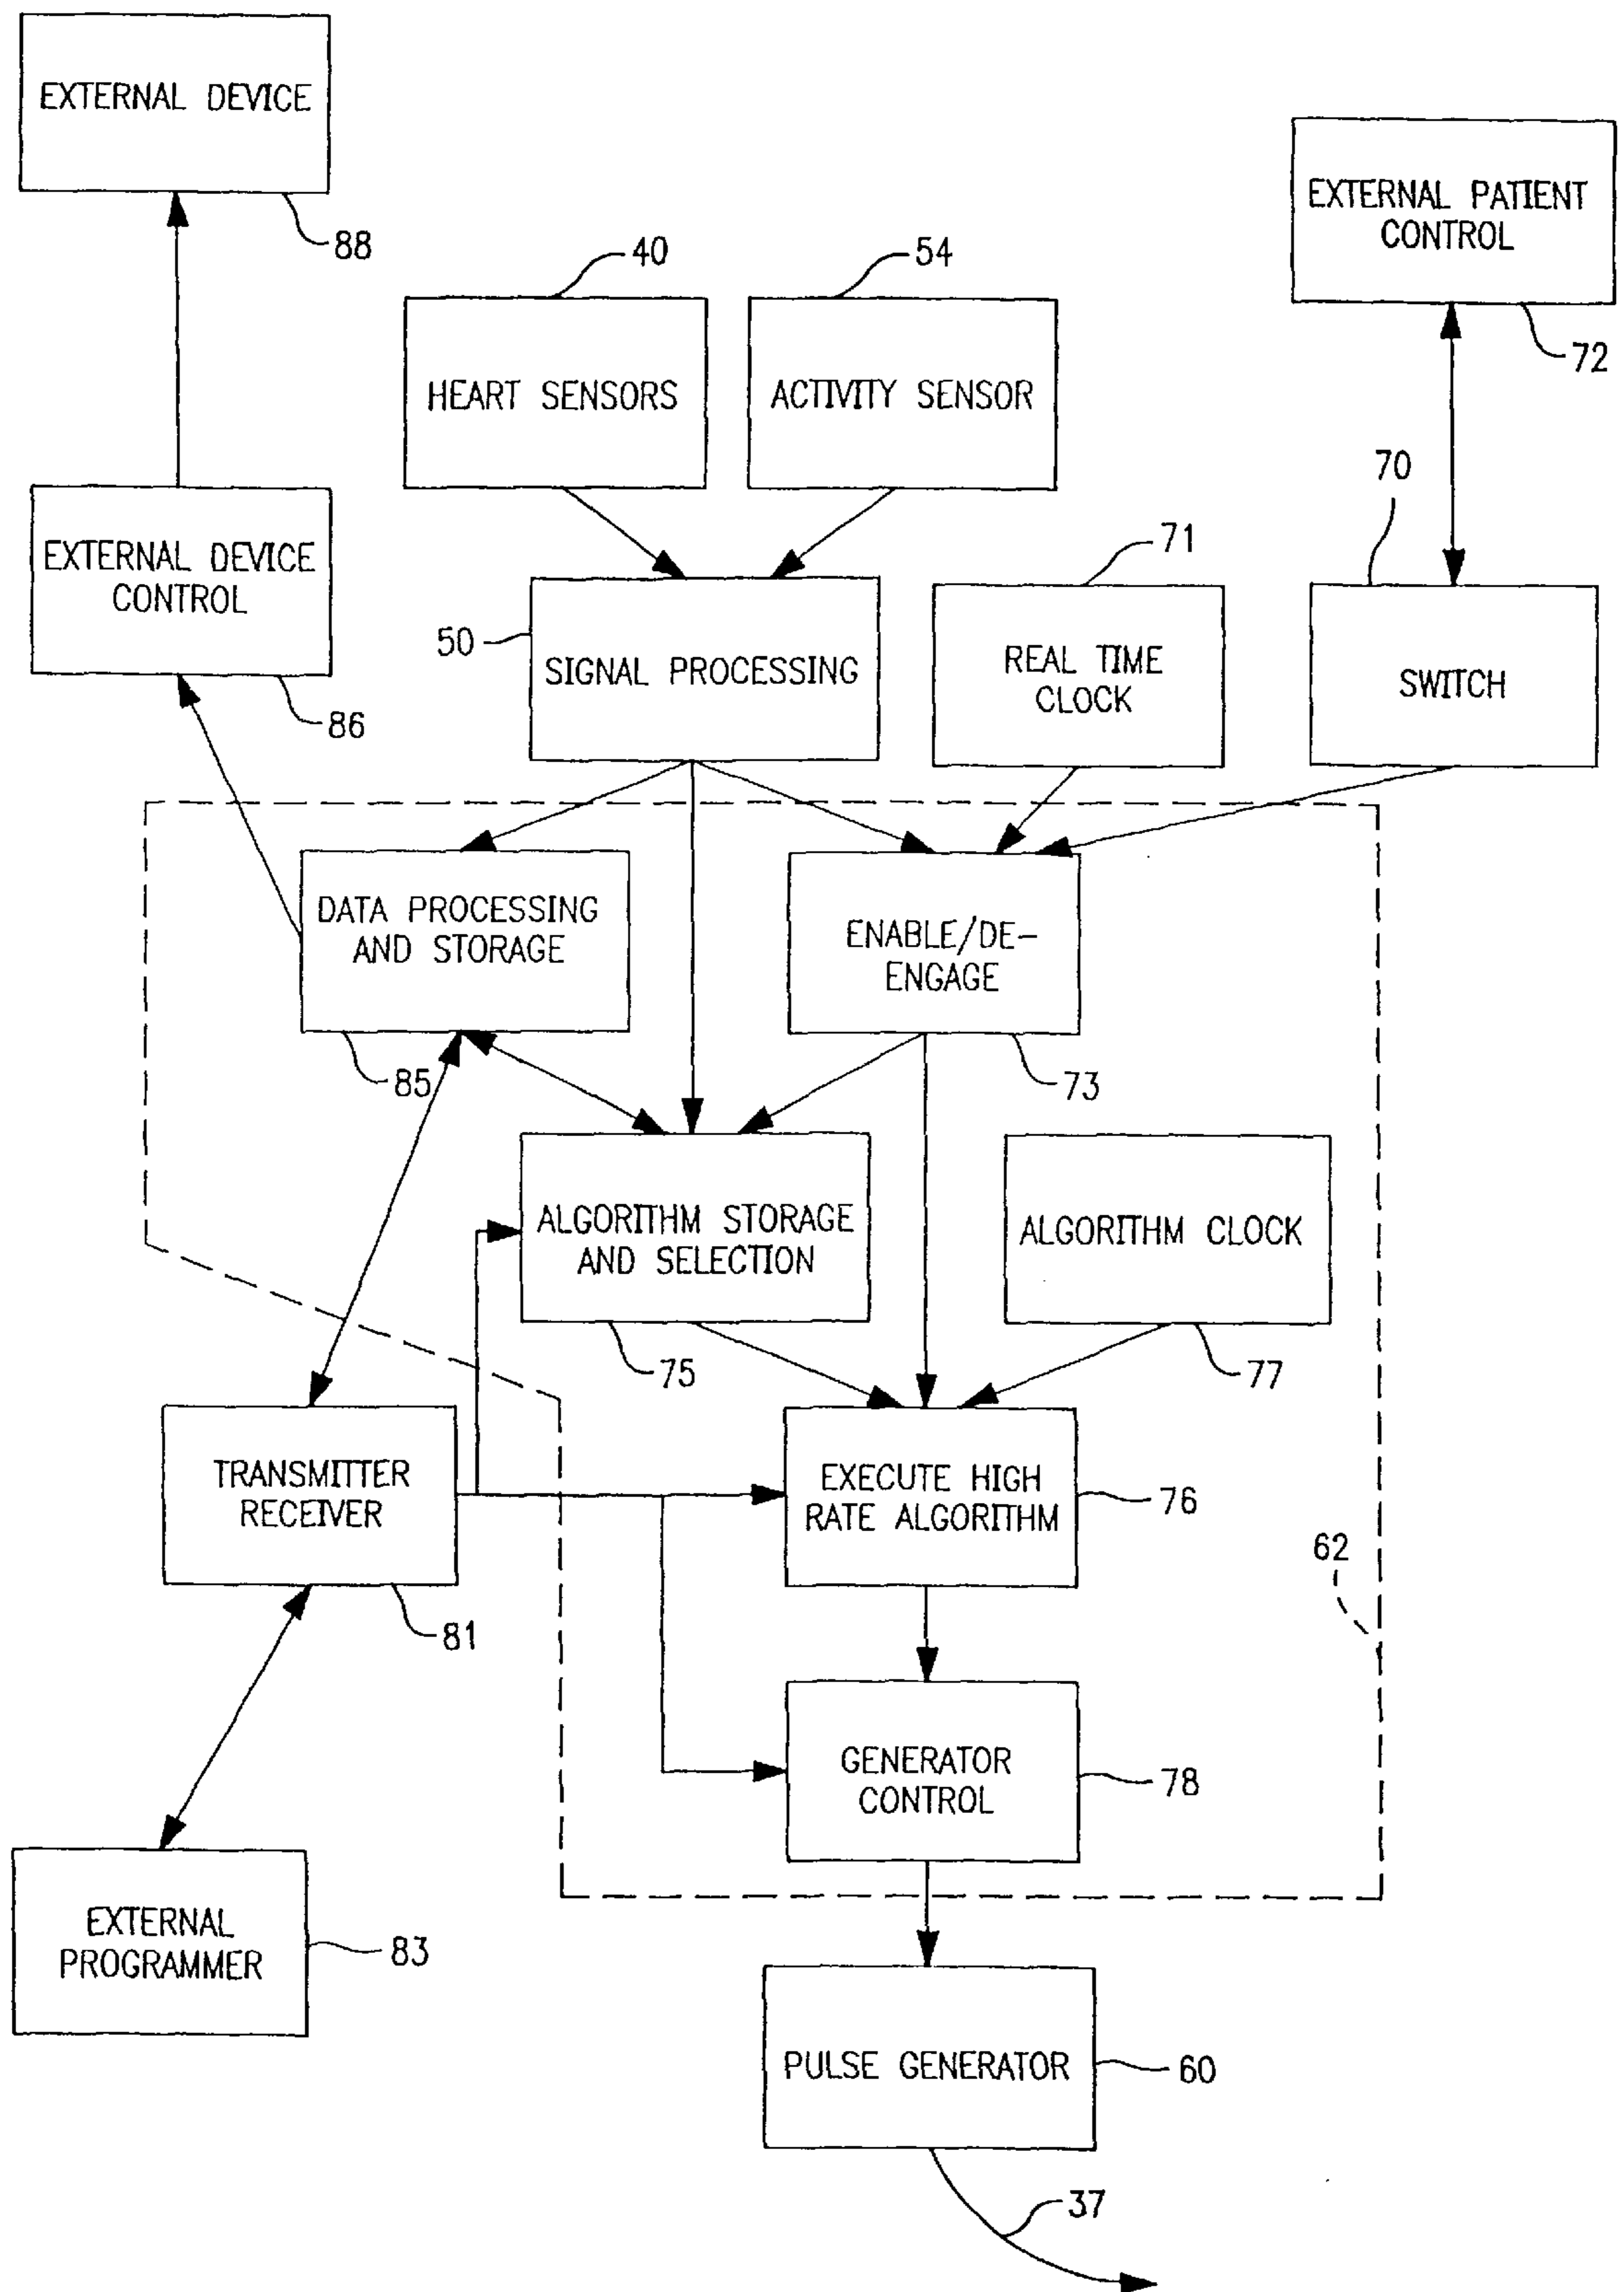 EXTERNAL DEVICE
88
EXTERNAL PATIENT
CONTROL
72
40
54
HEART SENSORS
ACTIVITY SENSOR
70
71
EXTERNAL DEVICE
CONTROL
86
50
SIGNAL PROCESSING
REAL TIME
CLOCK
SWITCH
DATA PROCESSING
AND STORAGE
85
ENABLE/DE-
ENGAGE
73
ALGORITHM STORAGE
AND SELECTION
75
ALGORITHM CLOCK
77
TRANSMITTER
RECEIVER
81
EXECUTE HIGH
RATE ALGORITHM
76
62
GENERATOR
CONTROL
78
EXTERNAL
PROGRAMMER
83
PULSE GENERATOR
60
37